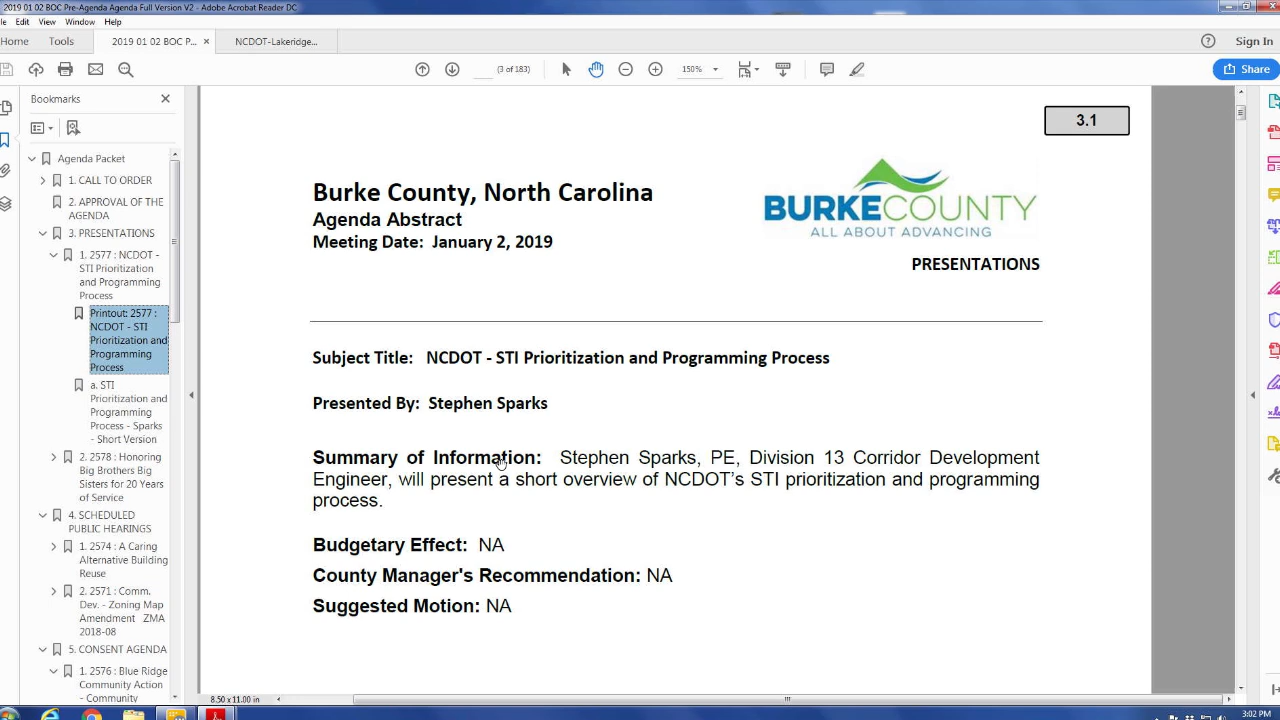 2019 01 02 BOC Pre-Agenda Agenda Full Version V2 - Adobe Acrobat Reader DC
Edit View Window Help
Home Tools 2019 01 02 BOC P... × NCDOT-Lakeridge... Sign In
(3 of 183) 150% Share
Bookmarks
Agenda Packet
1. CALL TO ORDER
2. APPROVAL OF THE
AGENDA
3. PRESENTATIONS
1. 2577 : NCDOT -
STI Prioritization
and Programming
Process
Printout: 2577 :
NCDOT - STI
Prioritization and
Programming
Process
a. STI
Prioritization and
Programming
Process - Sparks
- Short Version
2. 2578 : Honoring
Big Brothers Big
Sisters for 20 Years
of Service
4. SCHEDULED
PUBLIC HEARINGS
1. 2574 : A Caring
Alternative Building
Reuse
2. 2571 : Comm.
Dev. - Zoning Map
Amendment ZMA
2018-08
5. CONSENT AGENDA
1. 2576 : Blue Ridge
Community Action
- Community
3.1
Burke County, North Carolina
Agenda Abstract
Meeting Date: January 2, 2019
BURKECOUNTY
ALL ABOUT ADVANCING
PRESENTATIONS
Subject Title: NCDOT - STI Prioritization and Programming Process
Presented By: Stephen Sparks
Summary of Information: Stephen Sparks, PE, Division 13 Corridor Development
Engineer, will present a short overview of NCDOT's STI prioritization and programming
process.
Budgetary Effect: NA
County Manager's Recommendation: NA
Suggested Motion: NA
8.50 x 11.00 in
3:02 PM